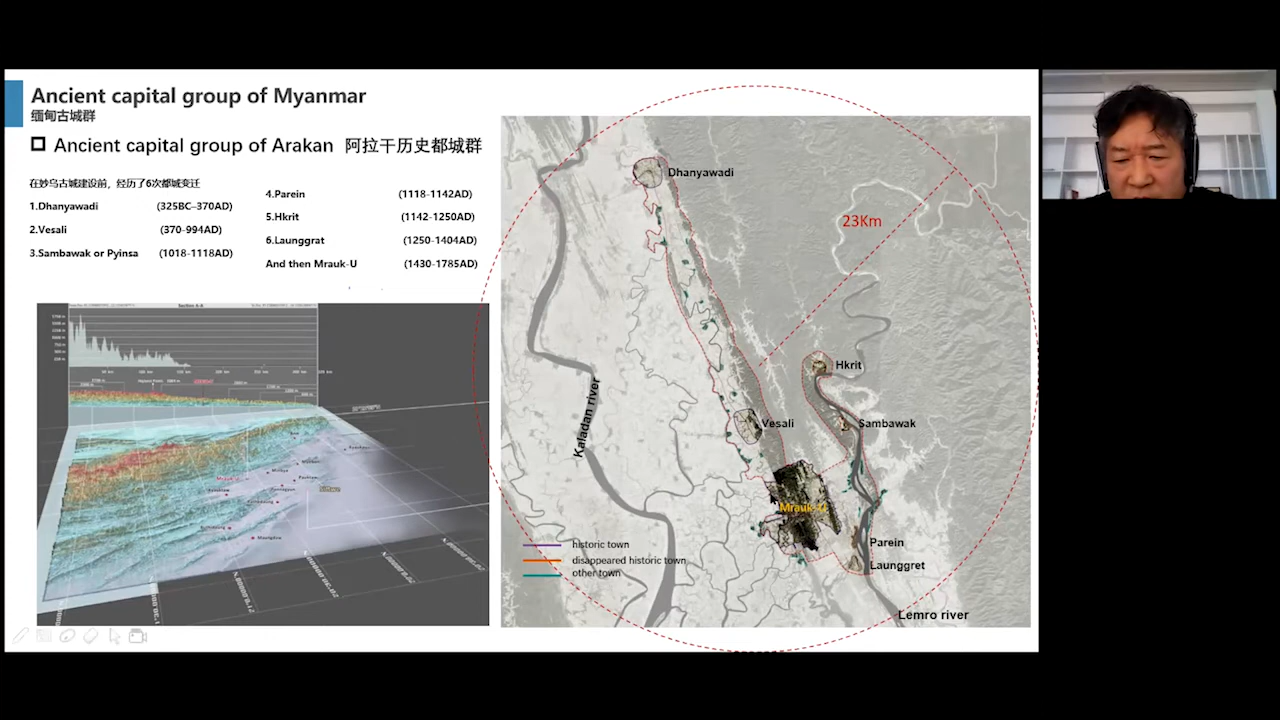 Ancient capital group of Myanmar
缅甸古城群
Ancient capital group of Arakan 阿拉干历史都城群
在妙乌古城建设前，经历了6次都城变迁
1.Dhanyawadi (325BC–370AD)
2.Vesali (370-994AD)
3.Sambawak or Pyinsa (1018-1118AD)
4.Parein (1118-1142AD)
5.Hkrit (1142-1250AD)
6.Launggrat (1250-1404AD)
And then Mrauk-U (1430-1785AD)
Section A-A
Dhanyawadi
23Km
Hkrit
Kaladan river
Vesali
Sambawak
Mrauk-U
Parein
Launggret
Lemro river
historic town
disappeared historic town
other town